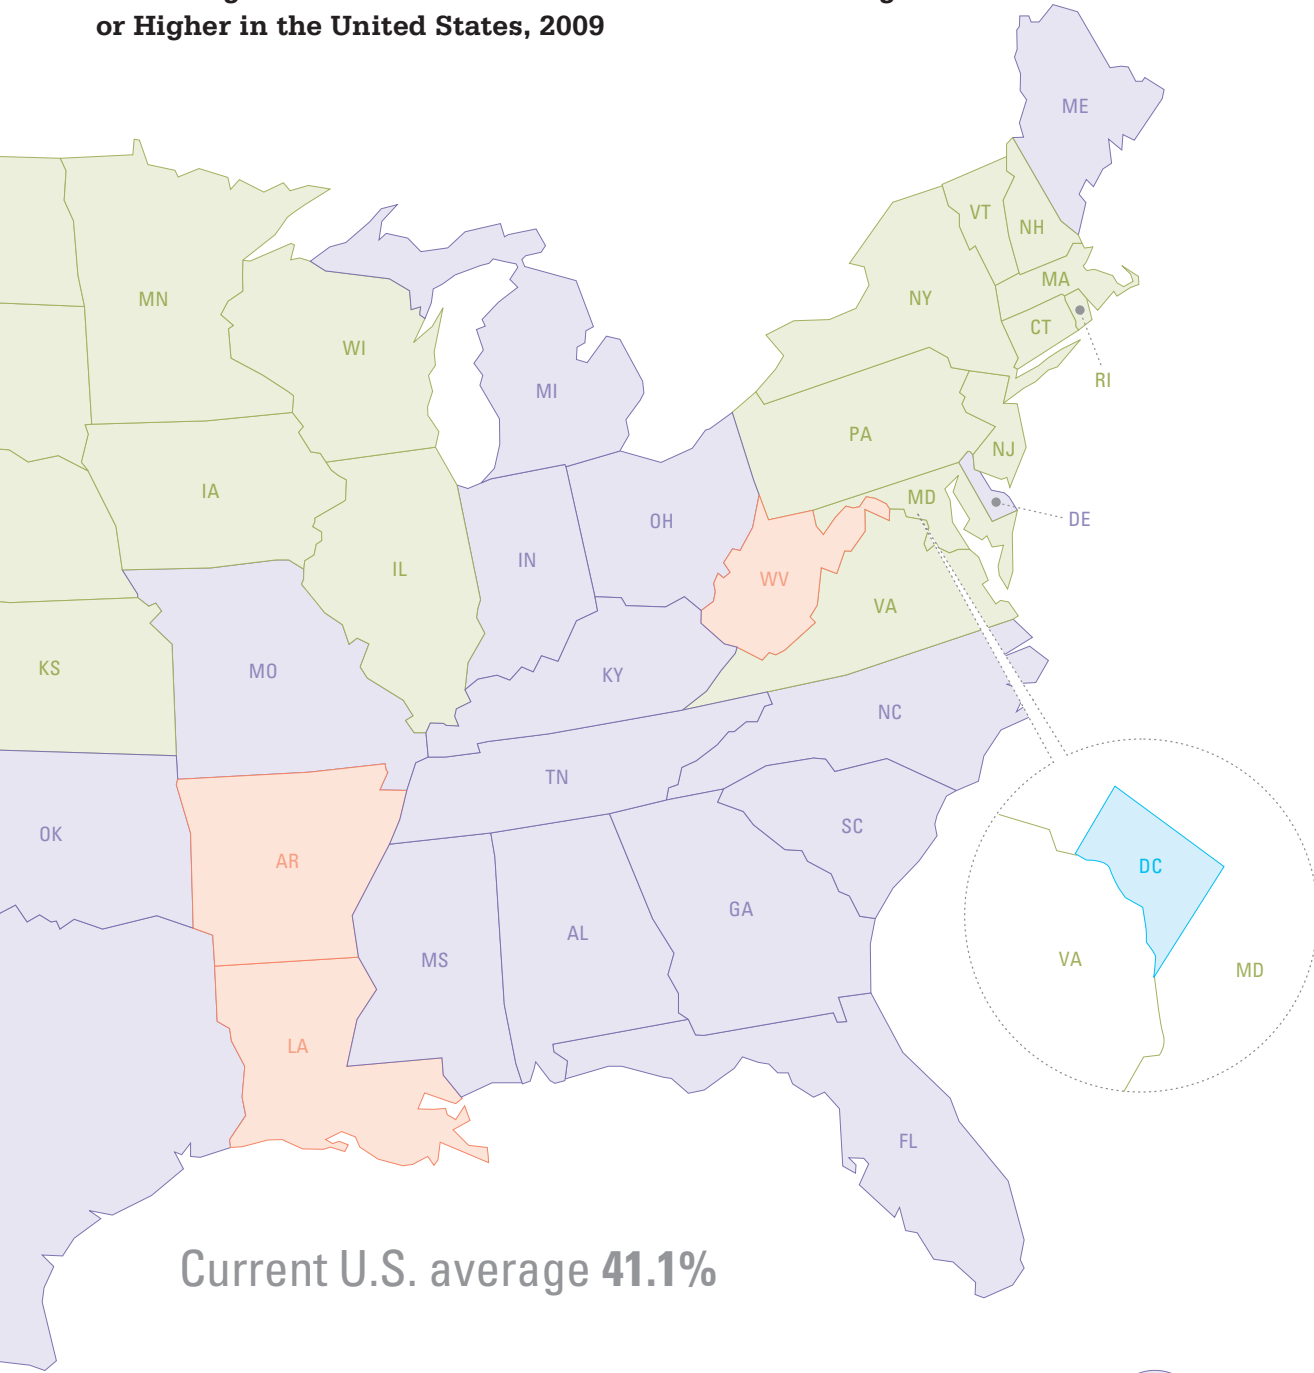 or Higher in the United States, 2009
ME
VT
NH
MN
MA
NY
WI
CT
MI
RI
PA
NJ
IA
MD
OH
DE
IN
IL
WV
VA
KS
MO
KY
NC
TN
OK
SC
AR
DC
GA
AL
MS
VA
MD
LA
FL
Current U.S. average 41.1%